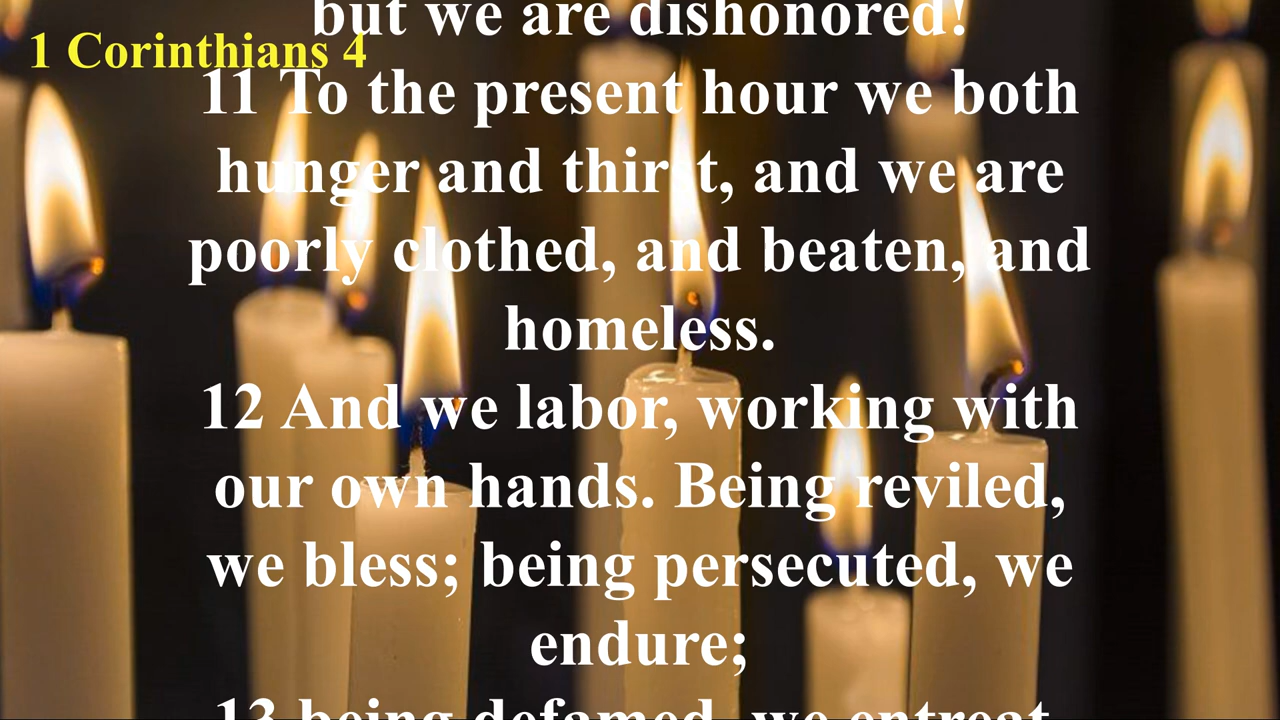 but we are dishonored!
1 Corinthians 4
11 To the present hour we both
hunger and thirst, and we are
poorly clothed, and beaten, and
homeless.
12 And we labor, working with
our own hands. Being reviled,
we bless; being persecuted, we
endure;
13 being defamed, we entreat.